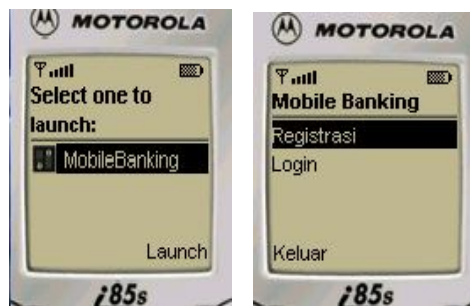 MOTOROLA
Select one to
launch:
MobileBanking
Launch
i85s
MOTOROLA
Mobile Banking
Registrasi
Login
Keluar
i85s